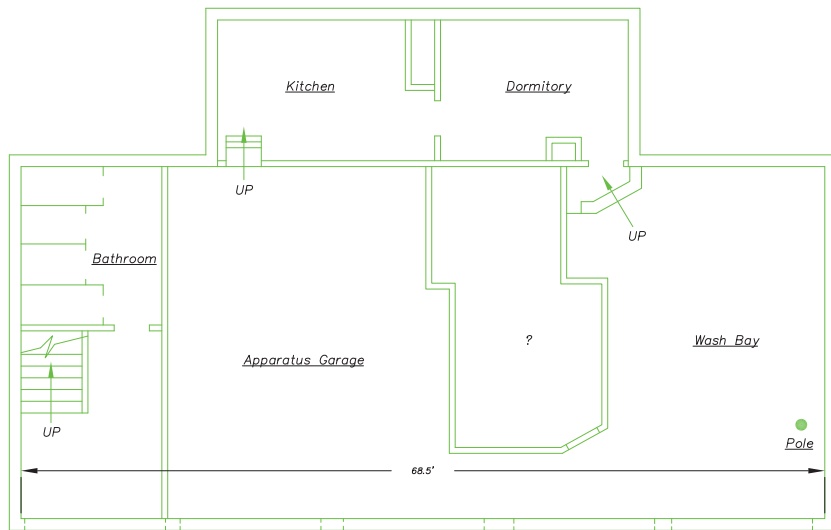 Kitchen
Dormitory
UP
UP
Bathroom
?
Wash Bay
Apparatus Garage
UP
Pole
68.5'